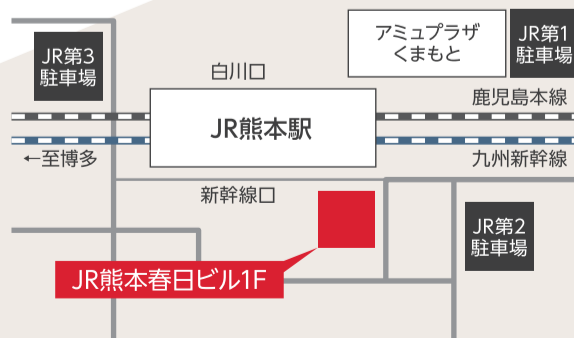 アミュプラザ
くまもと
JR第1
駐車場
JR第3
駐車場
白川口
鹿児島本線
JR熊本駅
←至博多
九州新幹線
新幹線口
JR第2
駐車場
JR熊本春日ビル1F